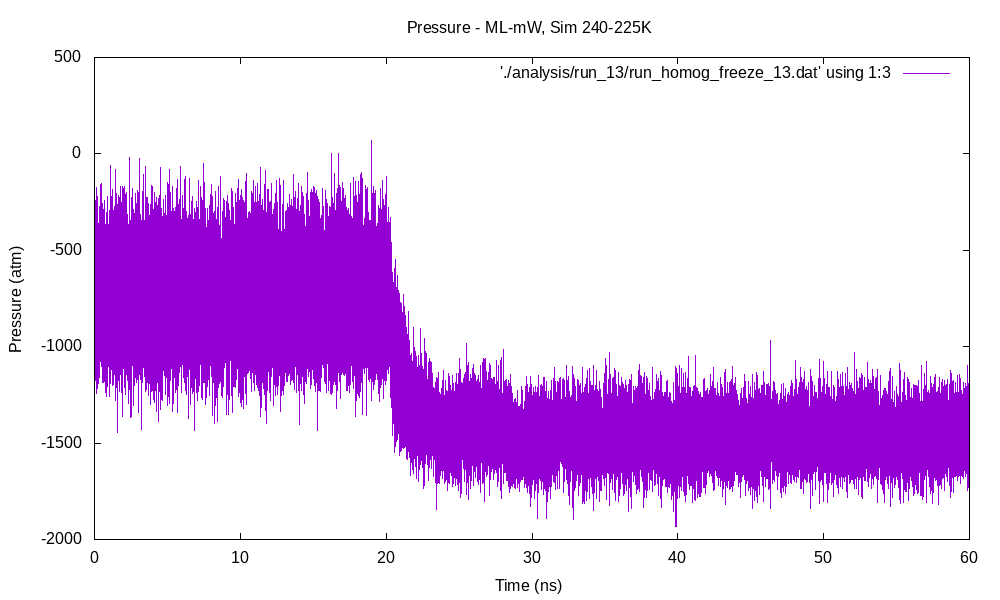 Pressure - ML-mW, Sim 240-225K
'./analysis/run_13/run_homog_freeze_13.dat' using 1:3
500
0
-500
-1000
-1500
-2000
Pressure (atm)
0 10 20 30 40 50 60
Time (ns)